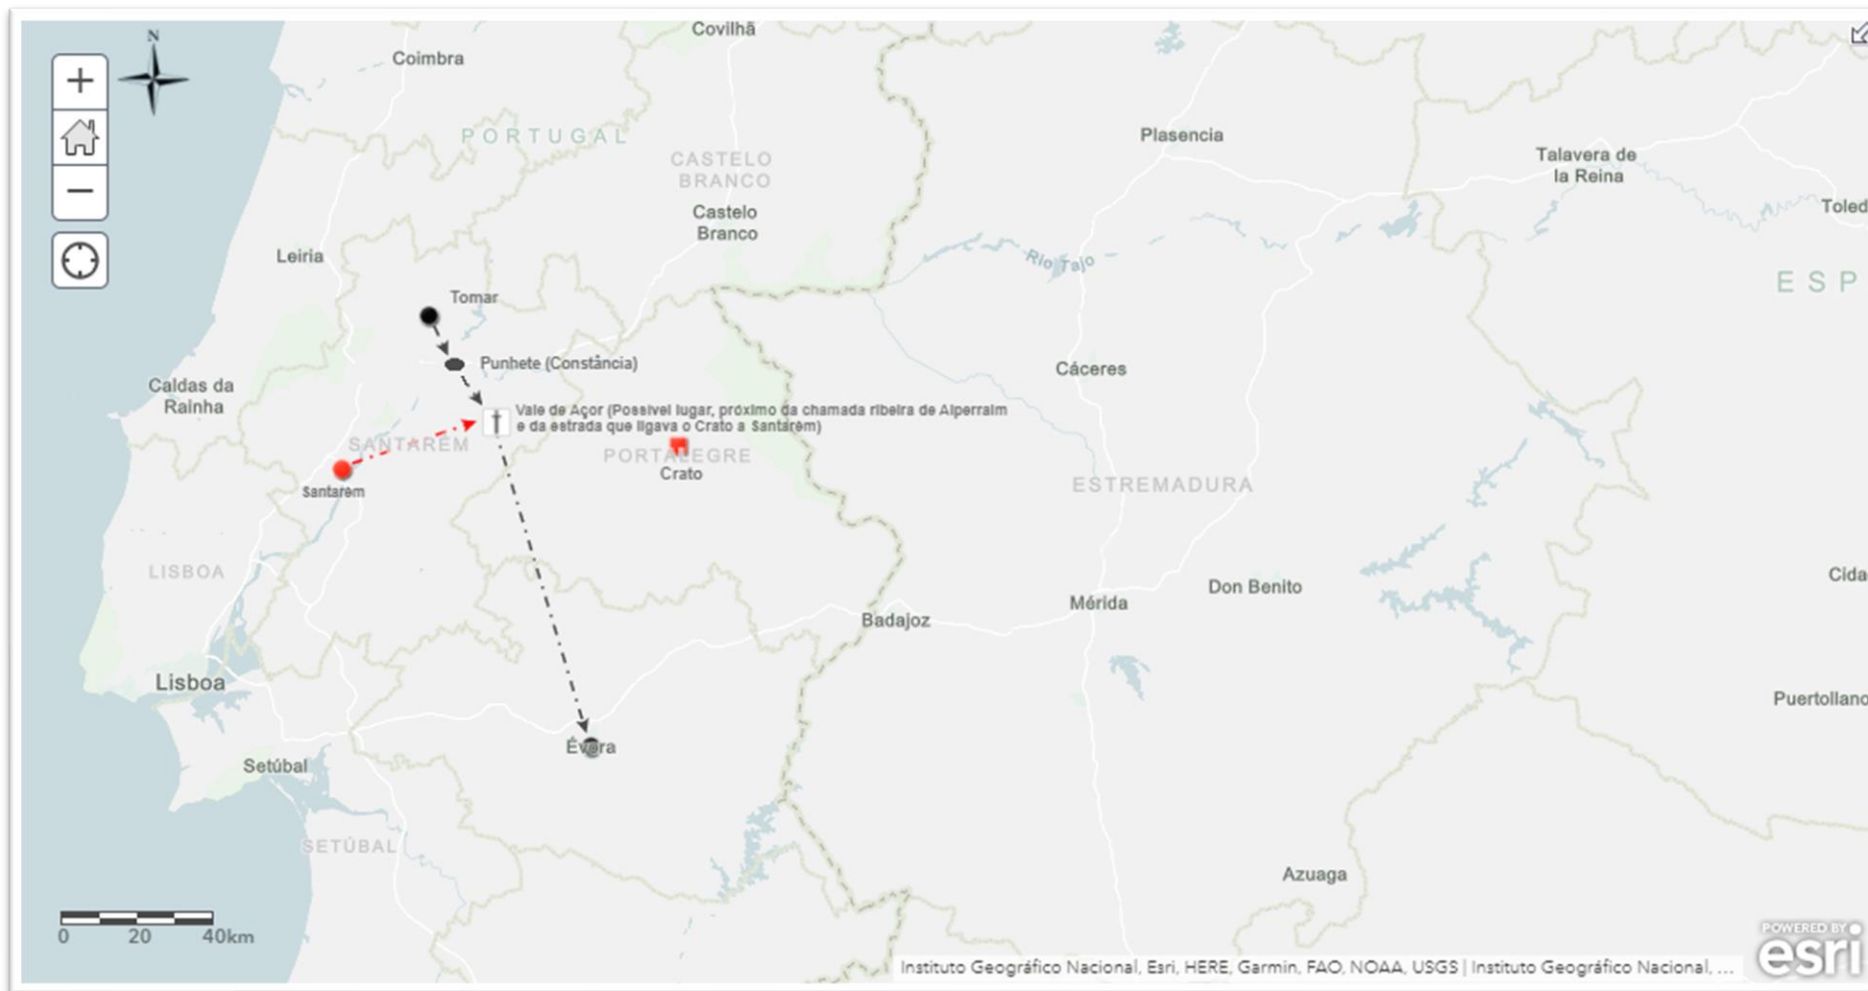 N
Covilhã
Coimbra
PORTUGAL
Plasencia
CASTELO
BRANCO
Talavera de
la Reina
Castelo
Branco
Toled
Leiria
Rio Tajo
ESP
Tomar
Punhete (Constância)
Cáceres
Caldas da
Rainha
Vale de Açor (Possível lugar, próximo da chamada ribeira de Alperraim
e da estrada que ligava o Crato a Santarém)
SANTARÉM
PORTALEGRE
Crato
Santarém
ESTREMADURA
LISBOA
Cida
Don Benito
Mérida
Badajoz
Lisboa
Puertollano
Évora
Setúbal
SETÚBAL
Azuaga
0 20 40km
POWERED BY
esri
Instituto Geográfico Nacional, Esri, HERE, Garmin, FAO, NOAA, USGS | Instituto Geográfico Nacional, ...